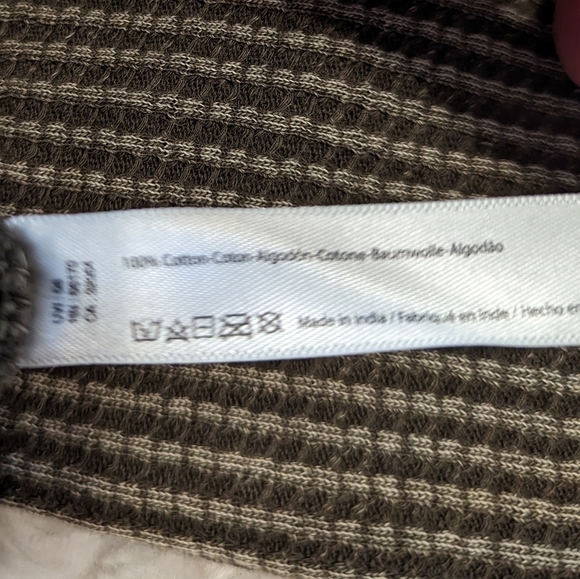 100% Cotton-Coton-Algodón-Cotone-Baumwolle-Algodão
Made in India / Fabriqué en Inde / Hecho en